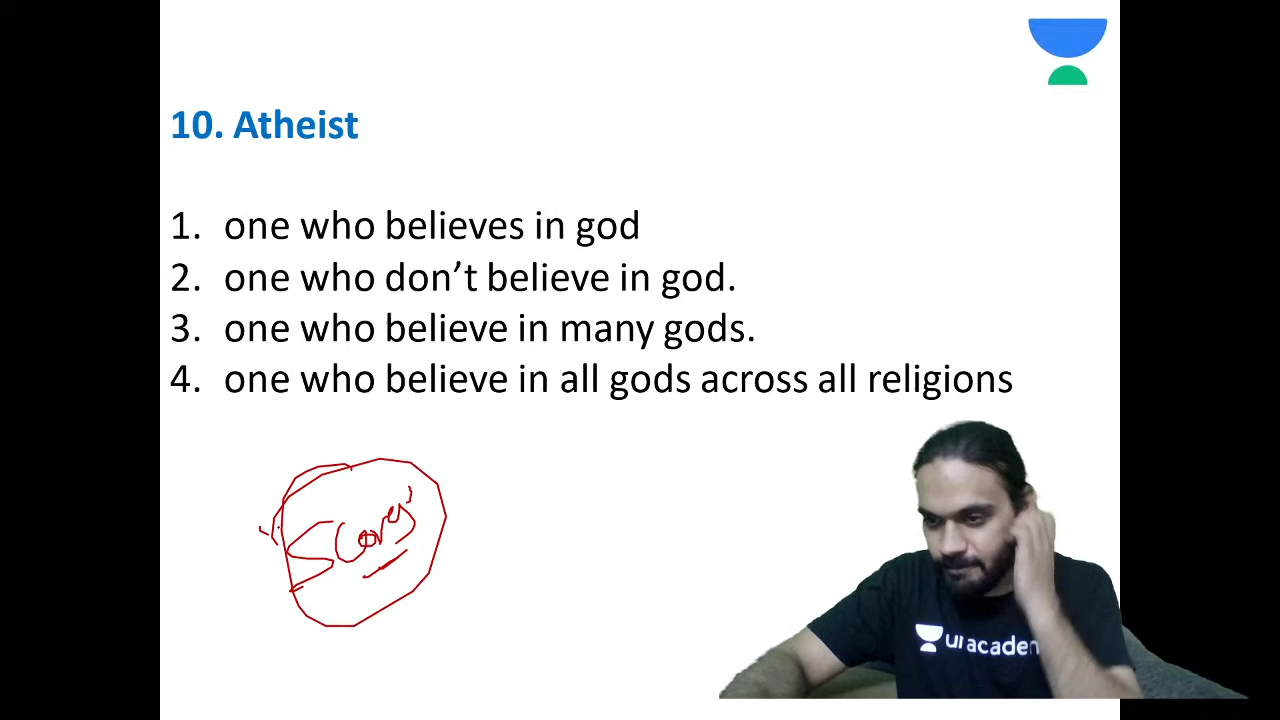 10. Atheist
1. one who believes in god
2. one who don’t believe in god.
3. one who believe in many gods.
4. one who believe in all gods across all religions